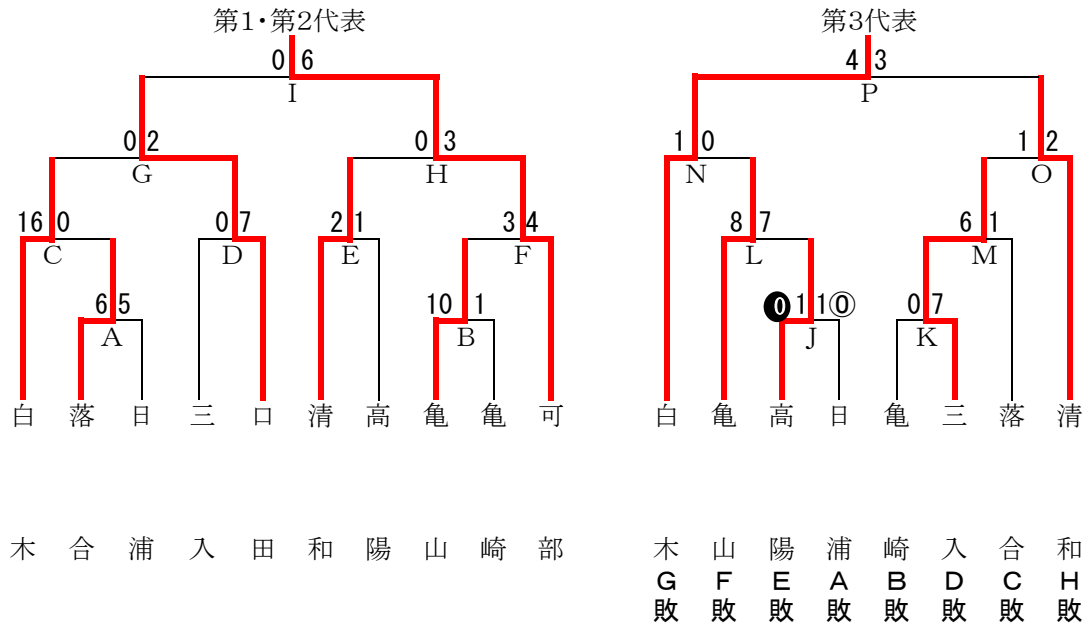 第1・第2代表 第3代表
0 6 4 3
I P
0 2 0 3 1 0 1 2
G H N O
16 0 0 7 2 1 3 4 8 7 6 1
C D E F L M
6 5 10 1 0 1 1 0 0 7
A B J K
白 落 日 三 口 清 高 亀 亀 可 白 亀 高 日 亀 三 落 清
木 合 浦 入 田 和 陽 山 崎 部 木 山 陽 浦 崎 入 合 和
G F E A B D C H
敗 敗 敗 敗 敗 敗 敗 敗